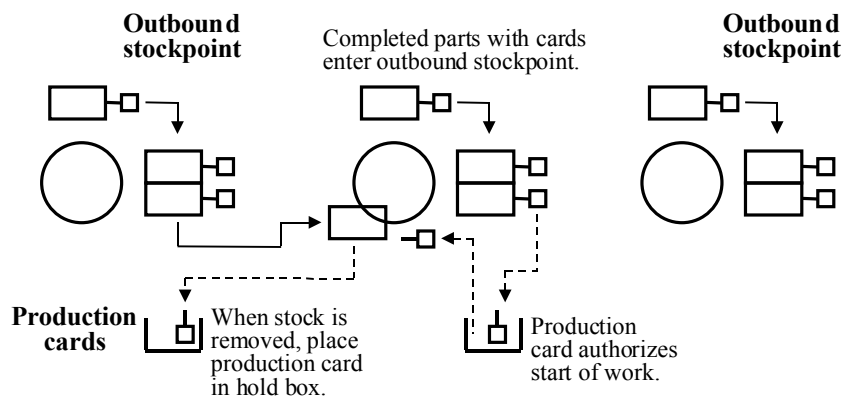 Outbound
stockpoint
Completed parts with cards
enter outbound stockpoint.
Outbound
stockpoint
Production
cards
When stock is
removed, place
production card
in hold box.
Production
card authorizes
start of work.